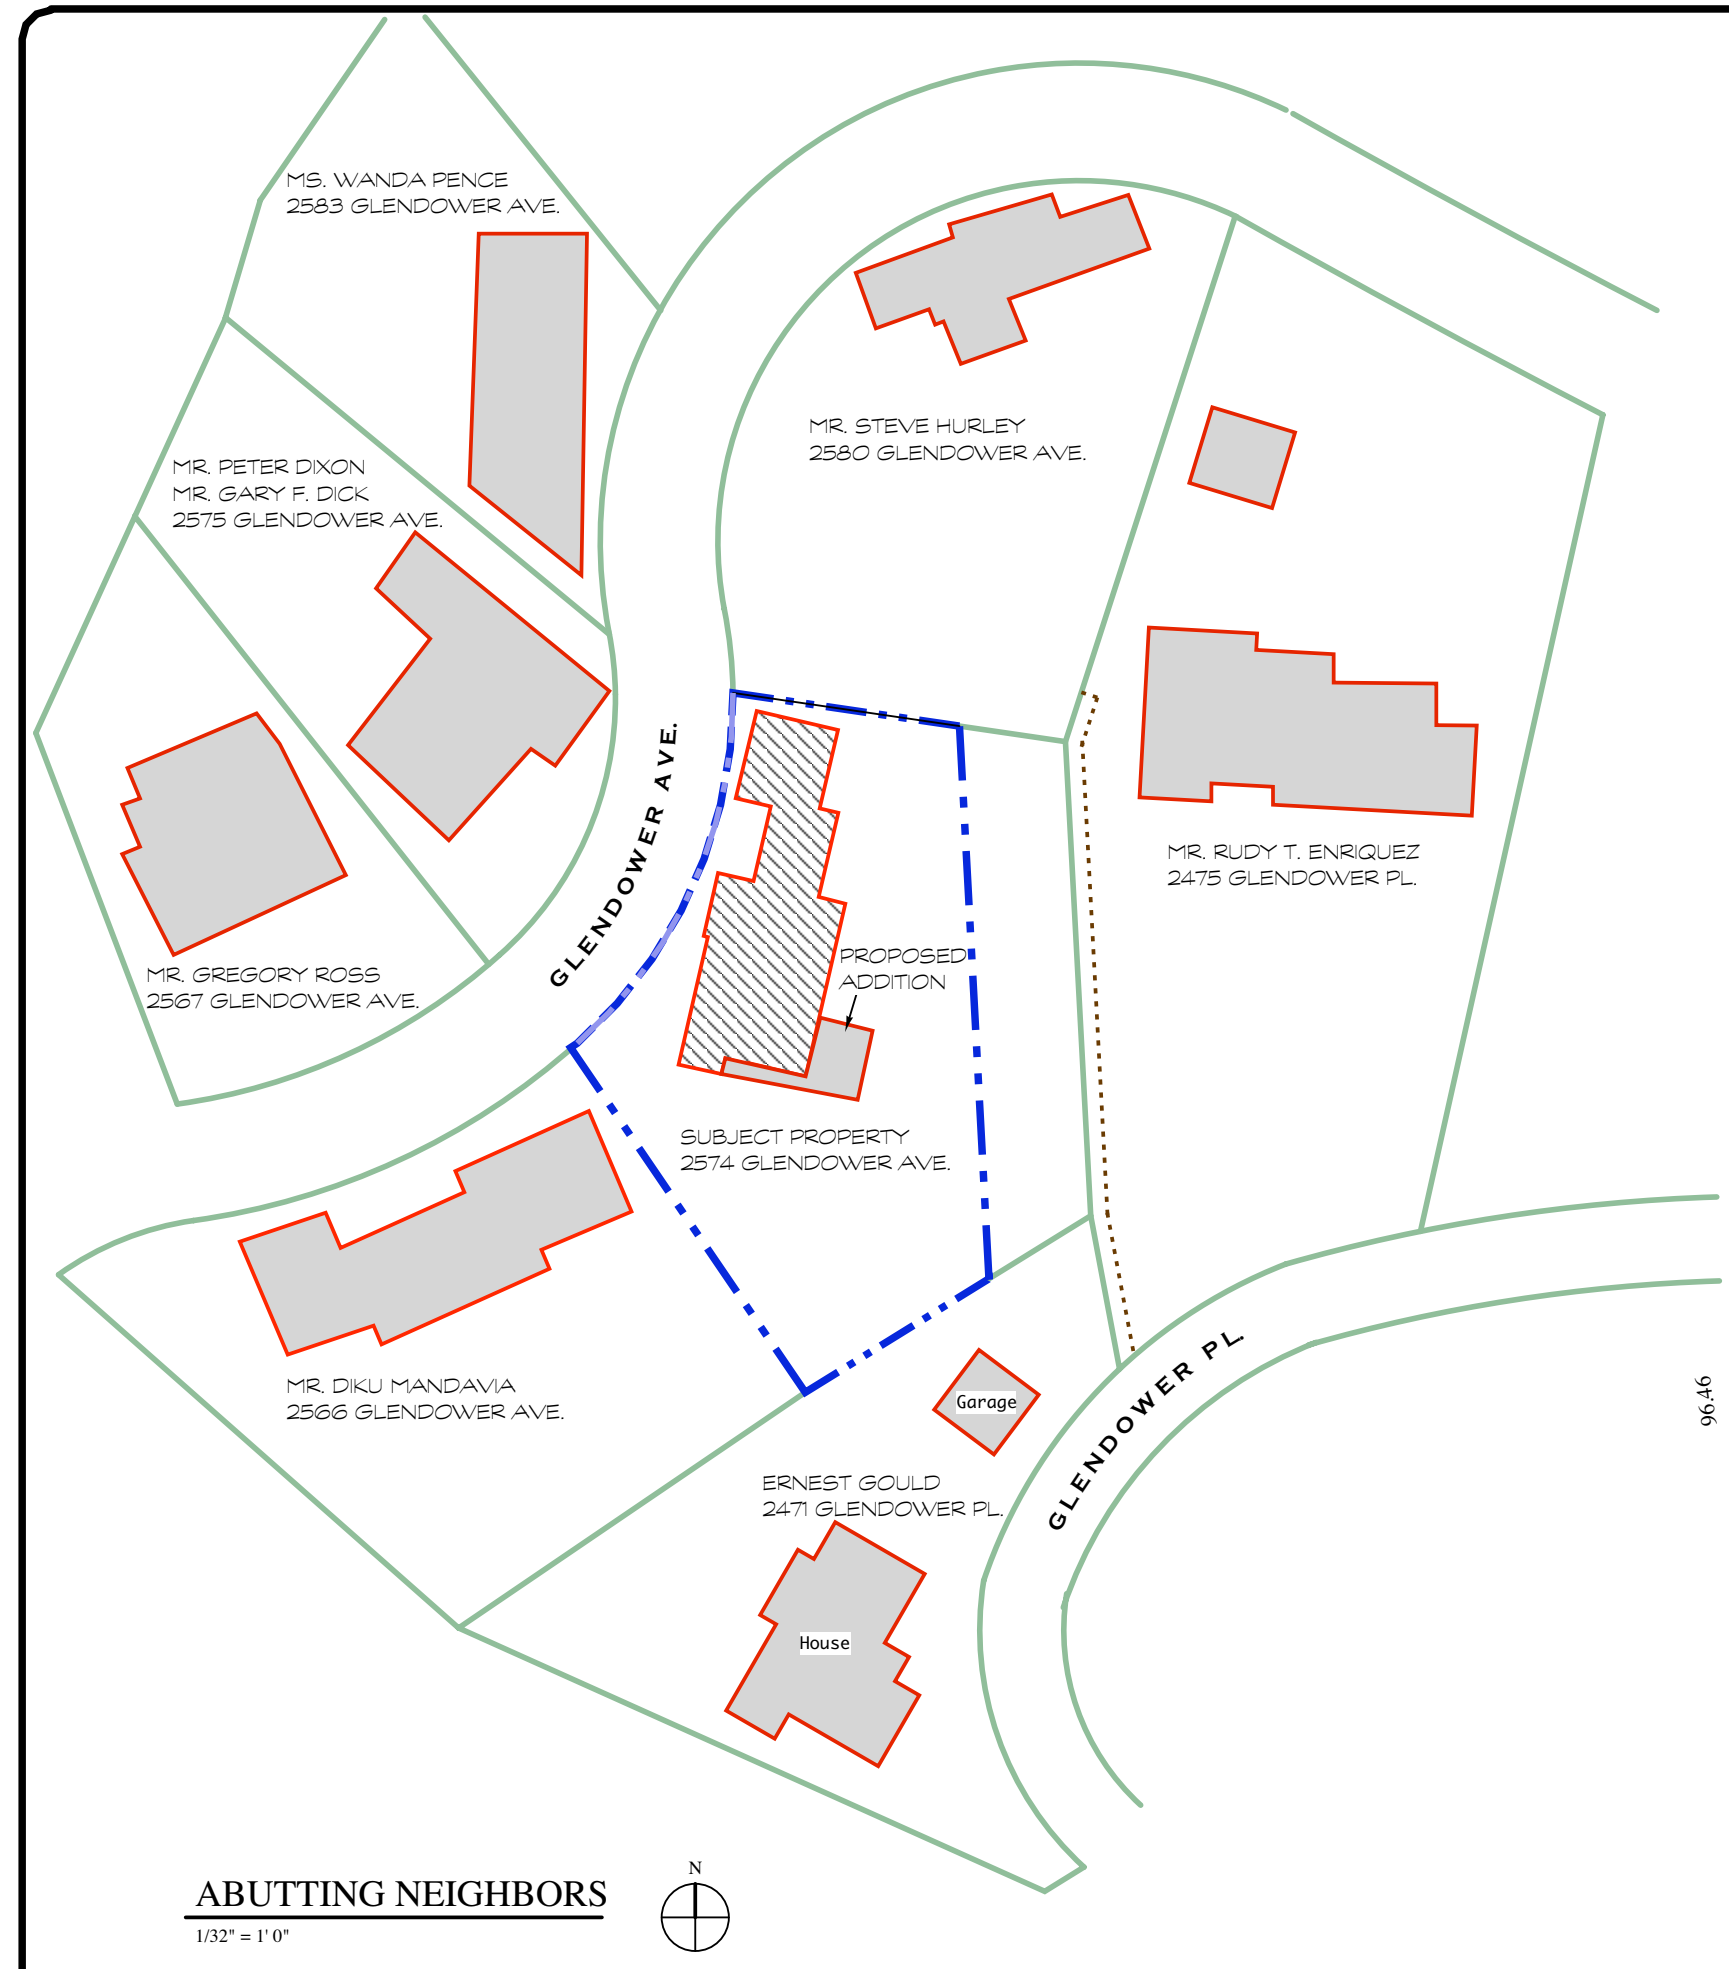 MS. WANDA PENCE
2583 GLENDOWER AVE.
MR. STEVE HURLEY
2580 GLENDOWER AVE.
MR. PETER DIXON
MR. GARY F. DICK
2575 GLENDOWER AVE.
GLENDOWER AVE.
MR. RUDY T. ENRIQUEZ
2475 GLENDOWER PL.
MR. GREGORY ROSS
2567 GLENDOWER AVE.
PROPOSED
ADDITION
SUBJECT PROPERTY
2574 GLENDOWER AVE.
MR. DIKU MANDAVIA
2566 GLENDOWER AVE.
GLENDOWER PL.
Garage
96.46
ERNEST GOULD
2471 GLENDOWER PL.
House
ABUTTING NEIGHBORS
1/32" = 1' 0"
N